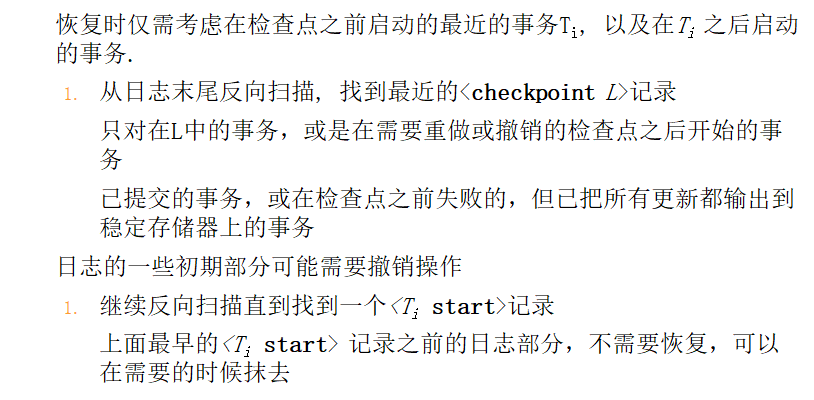 恢复时仅需考虑在检查点之前启动的最近的事务Ti, 以及在Ti 之后启动
的事务.
1. 从日志末尾反向扫描, 找到最近的<checkpoint L>记录
只对在L中的事务，或是在需要重做或撤销的检查点之后开始的事
务
已提交的事务，或在检查点之前失败的，但已把所有更新都输出到
稳定存储器上的事务
日志的一些初期部分可能需要撤销操作
1. 继续反向扫描直到找到一个<Ti start>记录
上面最早的<Ti start> 记录之前的日志部分，不需要恢复，可以
在需要的时候抹去